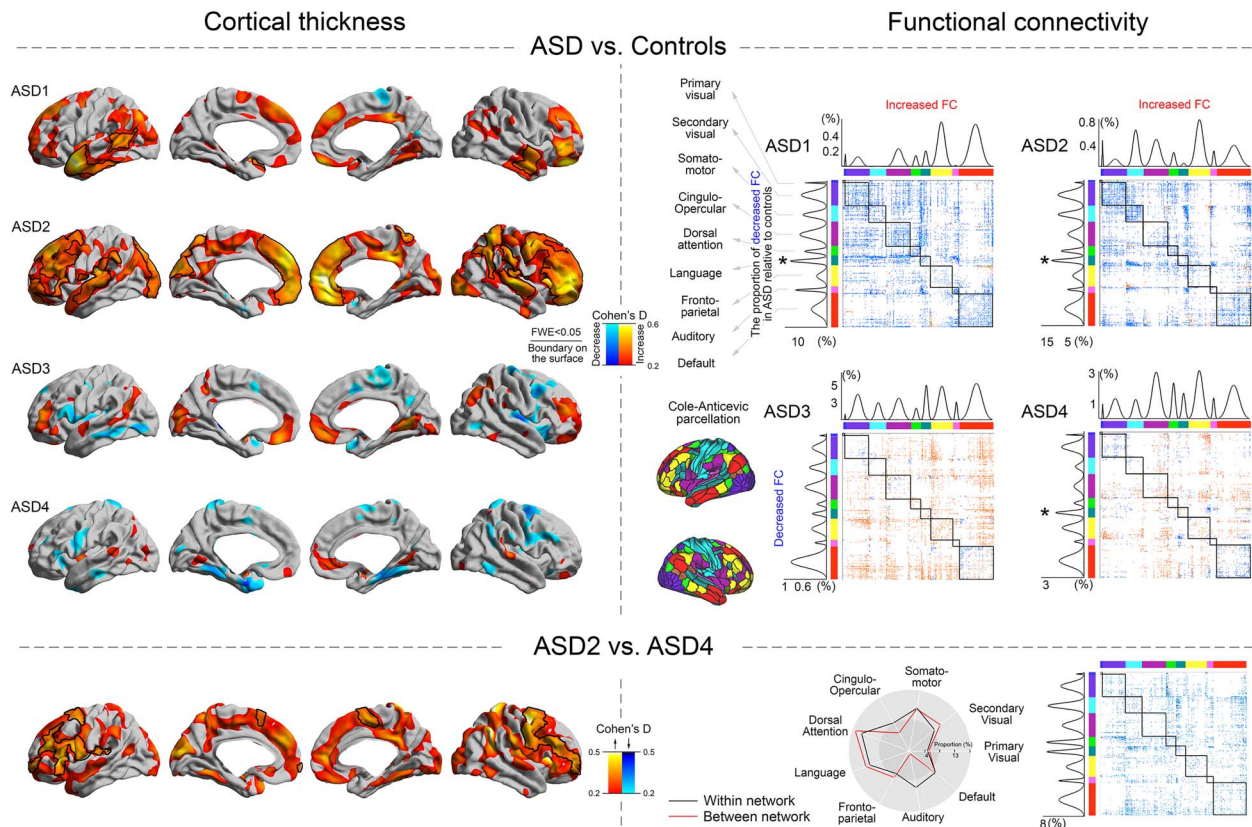 Cortical thickness
Functional connectivity
ASD vs. Controls
ASD1
ASD2
ASD3
ASD4
Cohen's D
FWE<0.05
Boundary on
the surface
Decrease
Increase
0.6
0.2
Primary
visual
Secondary
visual
Somato-
motor
Cingulo-
Opercular
Dorsal
attention
Language
Fronto-
parietal
Auditory
Default
The proportion of decreased FC
in ASD relative to controls
Increased FC
ASD1
(%)
0.4
0.2
*
10 (%)
Increased FC
ASD2
(%)
0.8
0.4
*
15 5 (%)
Cole-Anticevic
parcellation
ASD3
(%)
5
3
Decreased FC
1 0.6 (%)
ASD4
(%)
3
1
*
3 (%)
ASD2 vs. ASD4
Cohen's D
0.5 0.5
0.2 0.2
Somato-
motor
Cingulo-
Opercular
Secondary
Visual
Dorsal
Attention
Primary
Visual
Proportion (%)
13
Language
Default
Fronto-
parietal
Auditory
Within network
Between network
8 (%)